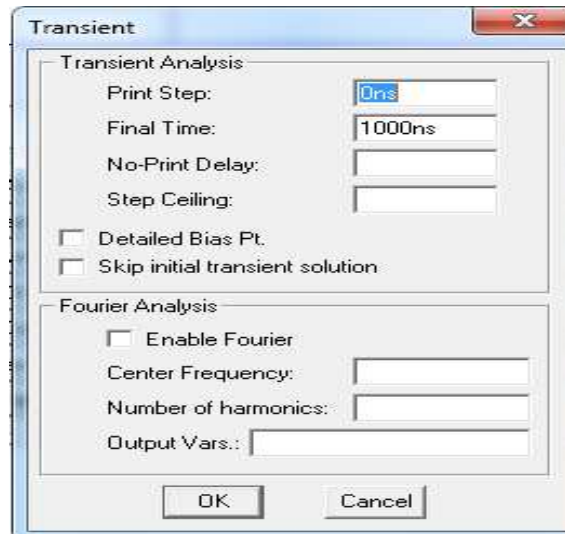 Transient
Transient Analysis
Print Step: 0ns
Final Time: 1000ns
No-Print Delay:
Step Ceiling:
Detailed Bias Pt.
Skip initial transient solution
Fourier Analysis
Enable Fourier
Center Frequency:
Number of harmonics:
Output Vars.:
OK Cancel